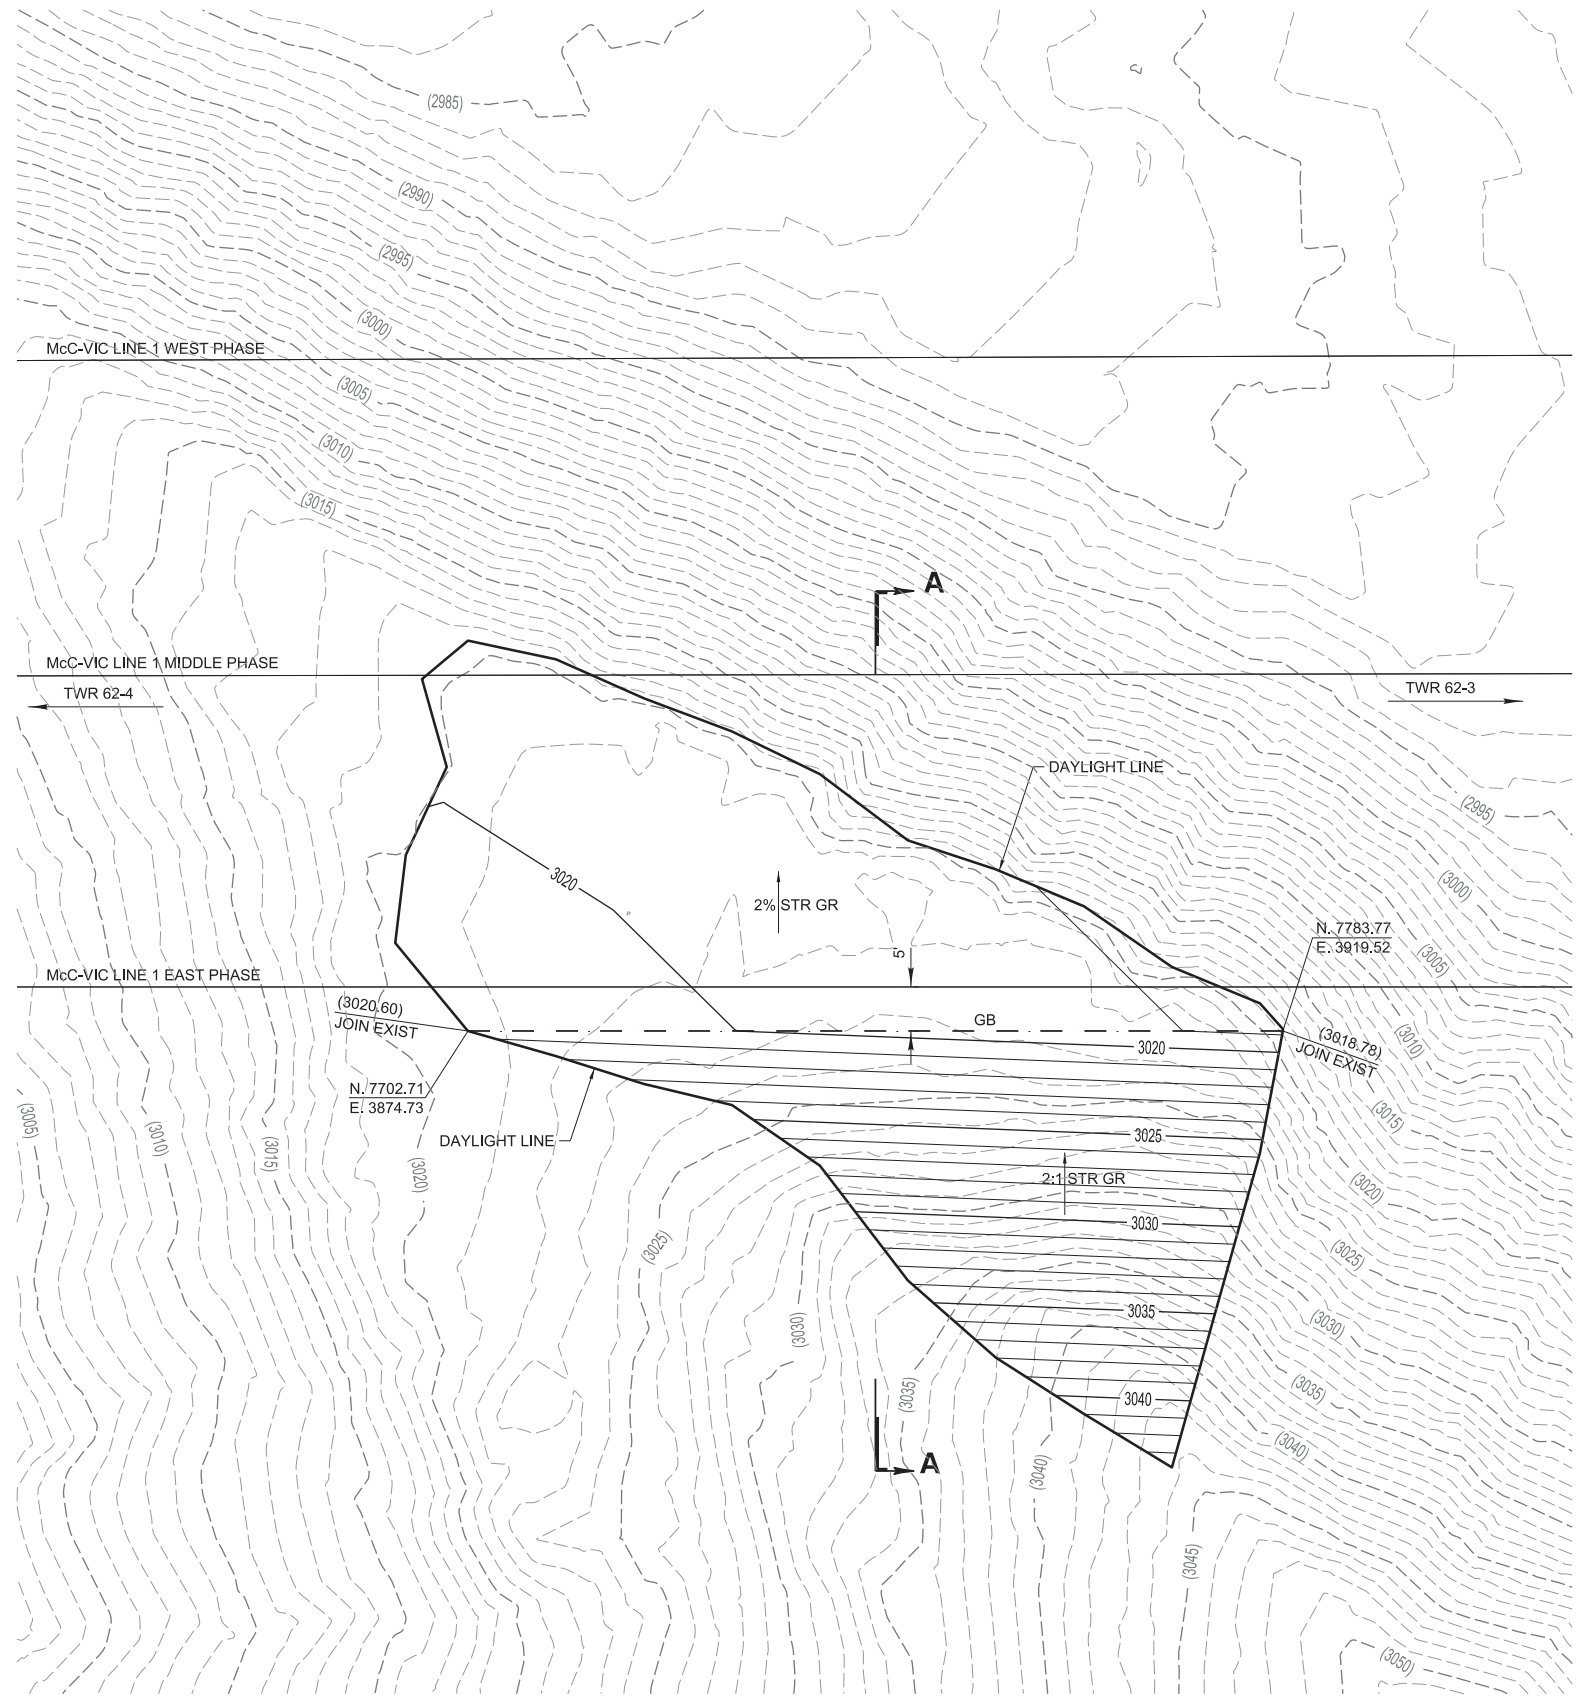 (2985)
(2990)
(2995)
(3000)
McC-VIC LINE 1 WEST PHASE
(3005)
(3010)
(3015)
A
McC-VIC LINE 1 MIDDLE PHASE
TWR 62-4
TWR 62-3
DAYLIGHT LINE
(2995)
3020
(3000)
2% STR GR
N. 7783.77
E. 3919.52
5'
(3005)
McC-VIC LINE 1 EAST PHASE
(3020.60)
JOIN EXIST
GB
(3010)
3020
(3018.78)
JOIN EXIST
N. 7702.71
E. 3874.73
(3005)
(3010)
(3015)
(3020)
DAYLIGHT LINE
3025
(3015)
2:1 STR GR
(3020)
3030
(3025)
(3025)
3035
(3030)
(3030)
(3035)
3040
(3035)
(3040)
A
(3040)
(3045)
(3050)